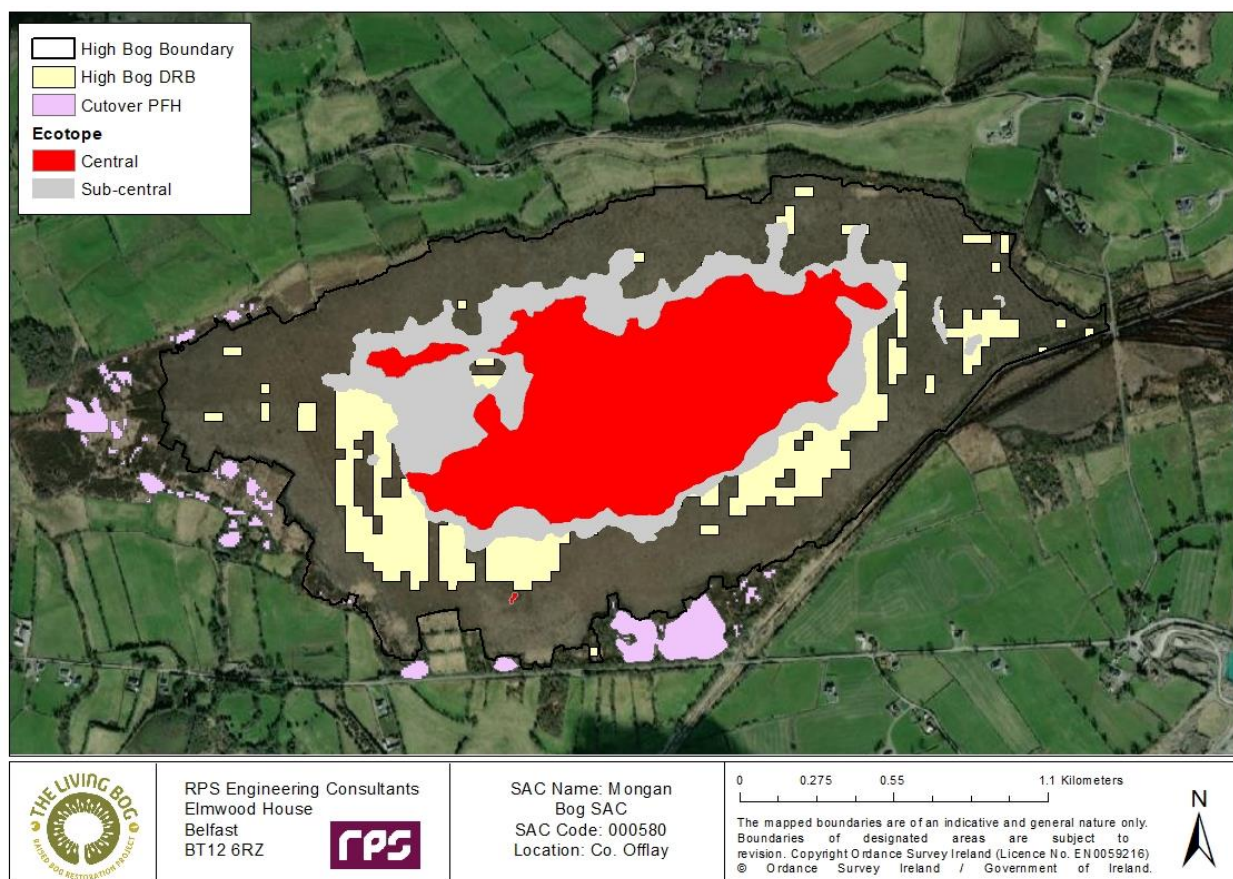 High Bog Boundary
High Bog DRB
Cutover PFH
Ecotope
Central
Sub-central
THE LIVING BOG
RAISED BOG RESTORATION PROJECT
RPS Engineering Consultants
Elmwood House
Belfast
BT12 6RZ
rps
SAC Name: Mongan
Bog SAC
SAC Code: 000580
Location: Co. Offlay
0 0.275 0.55 1.1 Kilometers
The mapped boundaries are of an indicative and general nature only.
Boundaries of designated areas are subject to
revision. Copyright Ordance Survey Ireland (Licence No. EN0059216)
© Ordance Survey Ireland / Government of Ireland.
N